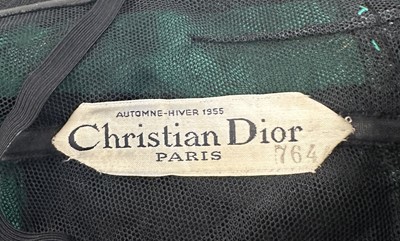 AUTOMNE-HIVER 1955
Christian Dior
PARIS 764